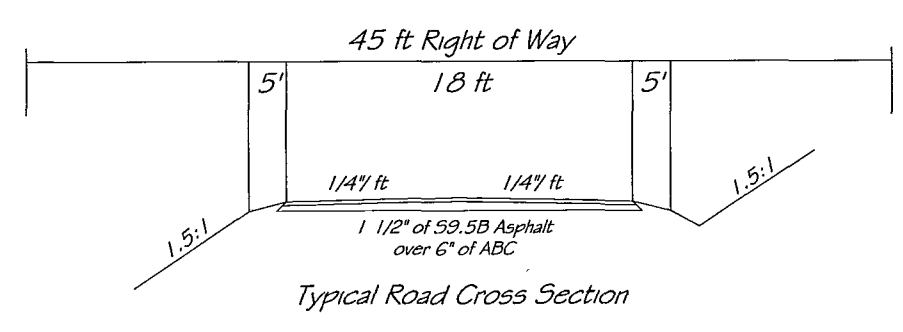 45 ft Right of Way
5' 18 ft 5'
1/4"/ft 1/4"/ft
1.5:1 1.5:1
1 1/2" of S9.5B Asphalt
over 6" of ABC
Typical Road Cross Section